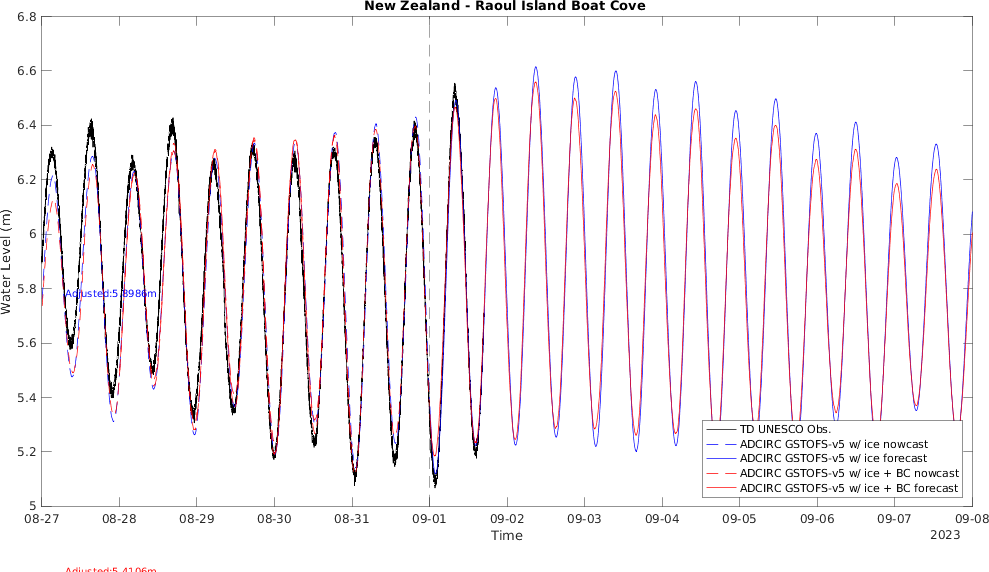 New Zealand - Raoul Island Boat Cove
6.8
6.6
6.4
6.2
6
5.8
5.6
5.4
5.2
5
Water Level (m)
Adjusted:5.8986m
TD UNESCO Obs.
ADCIRC GSTOFS-v5 w/ ice nowcast
ADCIRC GSTOFS-v5 w/ ice forecast
ADCIRC GSTOFS-v5 w/ ice + BC nowcast
ADCIRC GSTOFS-v5 w/ ice + BC forecast
08-27 08-28 08-29 08-30 08-31 09-01 09-02 09-03 09-04 09-05 09-06 09-07 09-08
Time
2023
Adjusted:5.4106m